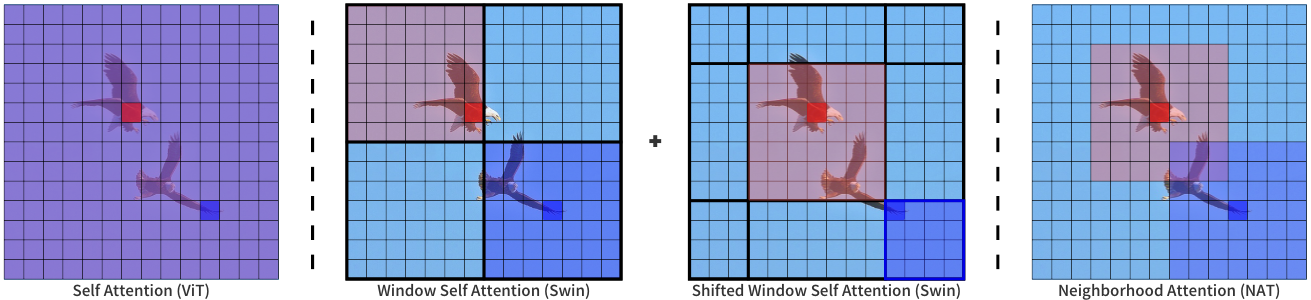 Self Attention (ViT)
Window Self Attention (Swin)
Shifted Window Self Attention (Swin)
Neighborhood Attention (NAT)